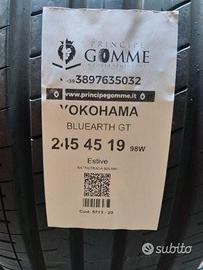 PRINCIPE
GOMME
+39 3897635032
www.principegomme.it
YOKOHAMA
BLUEARTH GT
245 45 19 98W
Estive
Cod: 5713 - 20
subito